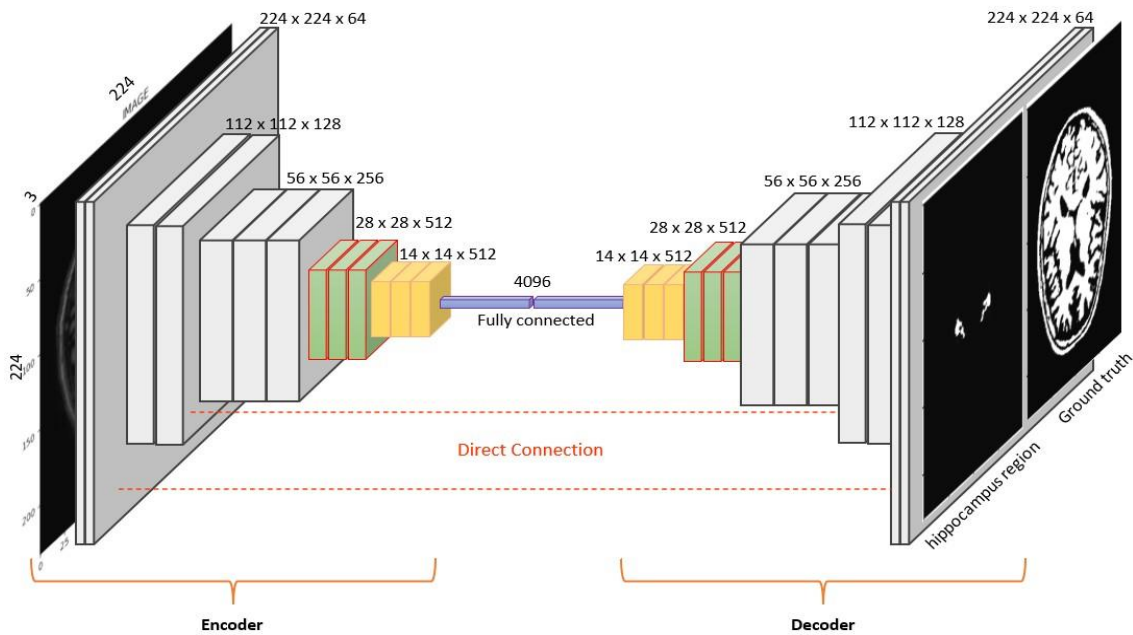 224 x 224 x 64
224
IMAGE
112 x 112 x 128
56 x 56 x 256
28 x 28 x 512
14 x 14 x 512
3
0
50
100
150
200
224
0
25
4096
Fully connected
Direct Connection
224 x 224 x 64
112 x 112 x 128
56 x 56 x 256
28 x 28 x 512
14 x 14 x 512
hippocampus region
Ground truth
Encoder
Decoder